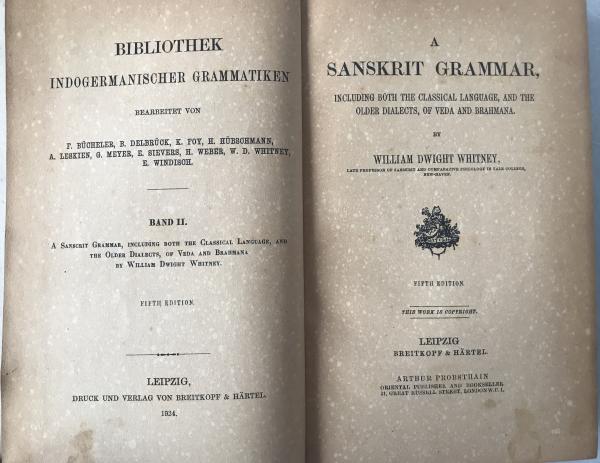 BIBLIOTHEK
INDOGERMANISCHER GRAMMATIKEN
BEARBEITET VON
F. BÜCHELER, B. DELBRÜCK, K. FOY, H. HÜBSCHMANN,
A. LESKIEN, G. MEYER, E. SIEVERS, H. WEBER, W. D. WHITNEY,
E. WINDISCH.
BAND II.
A SANSCRIT GRAMMAR, INCLUDING BOTH THE CLASSICAL LANGUAGE, AND
THE OLDER DIALECTS, OF VEDA AND BRAHMANA
BY WILLIAM DWIGHT WHITNEY.
FIFTH EDITION.
LEIPZIG,
DRUCK UND VERLAG VON BREITKOPF & HÄRTEL.
1924.
A
SANSKRIT GRAMMAR,
INCLUDING BOTH THE CLASSICAL LANGUAGE, AND THE
OLDER DIALECTS, OF VEDA AND BRAHMANA.
BY
WILLIAM DWIGHT WHITNEY,
LATE PROFESSOR OF SANSKRIT AND COMPARATIVE PHILOLOGY IN YALE COLLEGE,
NEW-HAVEN.
FIFTH EDITION.
THIS WORK IS COPYRIGHT.
LEIPZIG
BREITKOPF & HÄRTEL.
ARTHUR PROBSTHAIN
ORIENTAL PUBLISHER AND BOOKSELLER
41, GREAT RUSSELL STREET, LONDON W. C. 1.